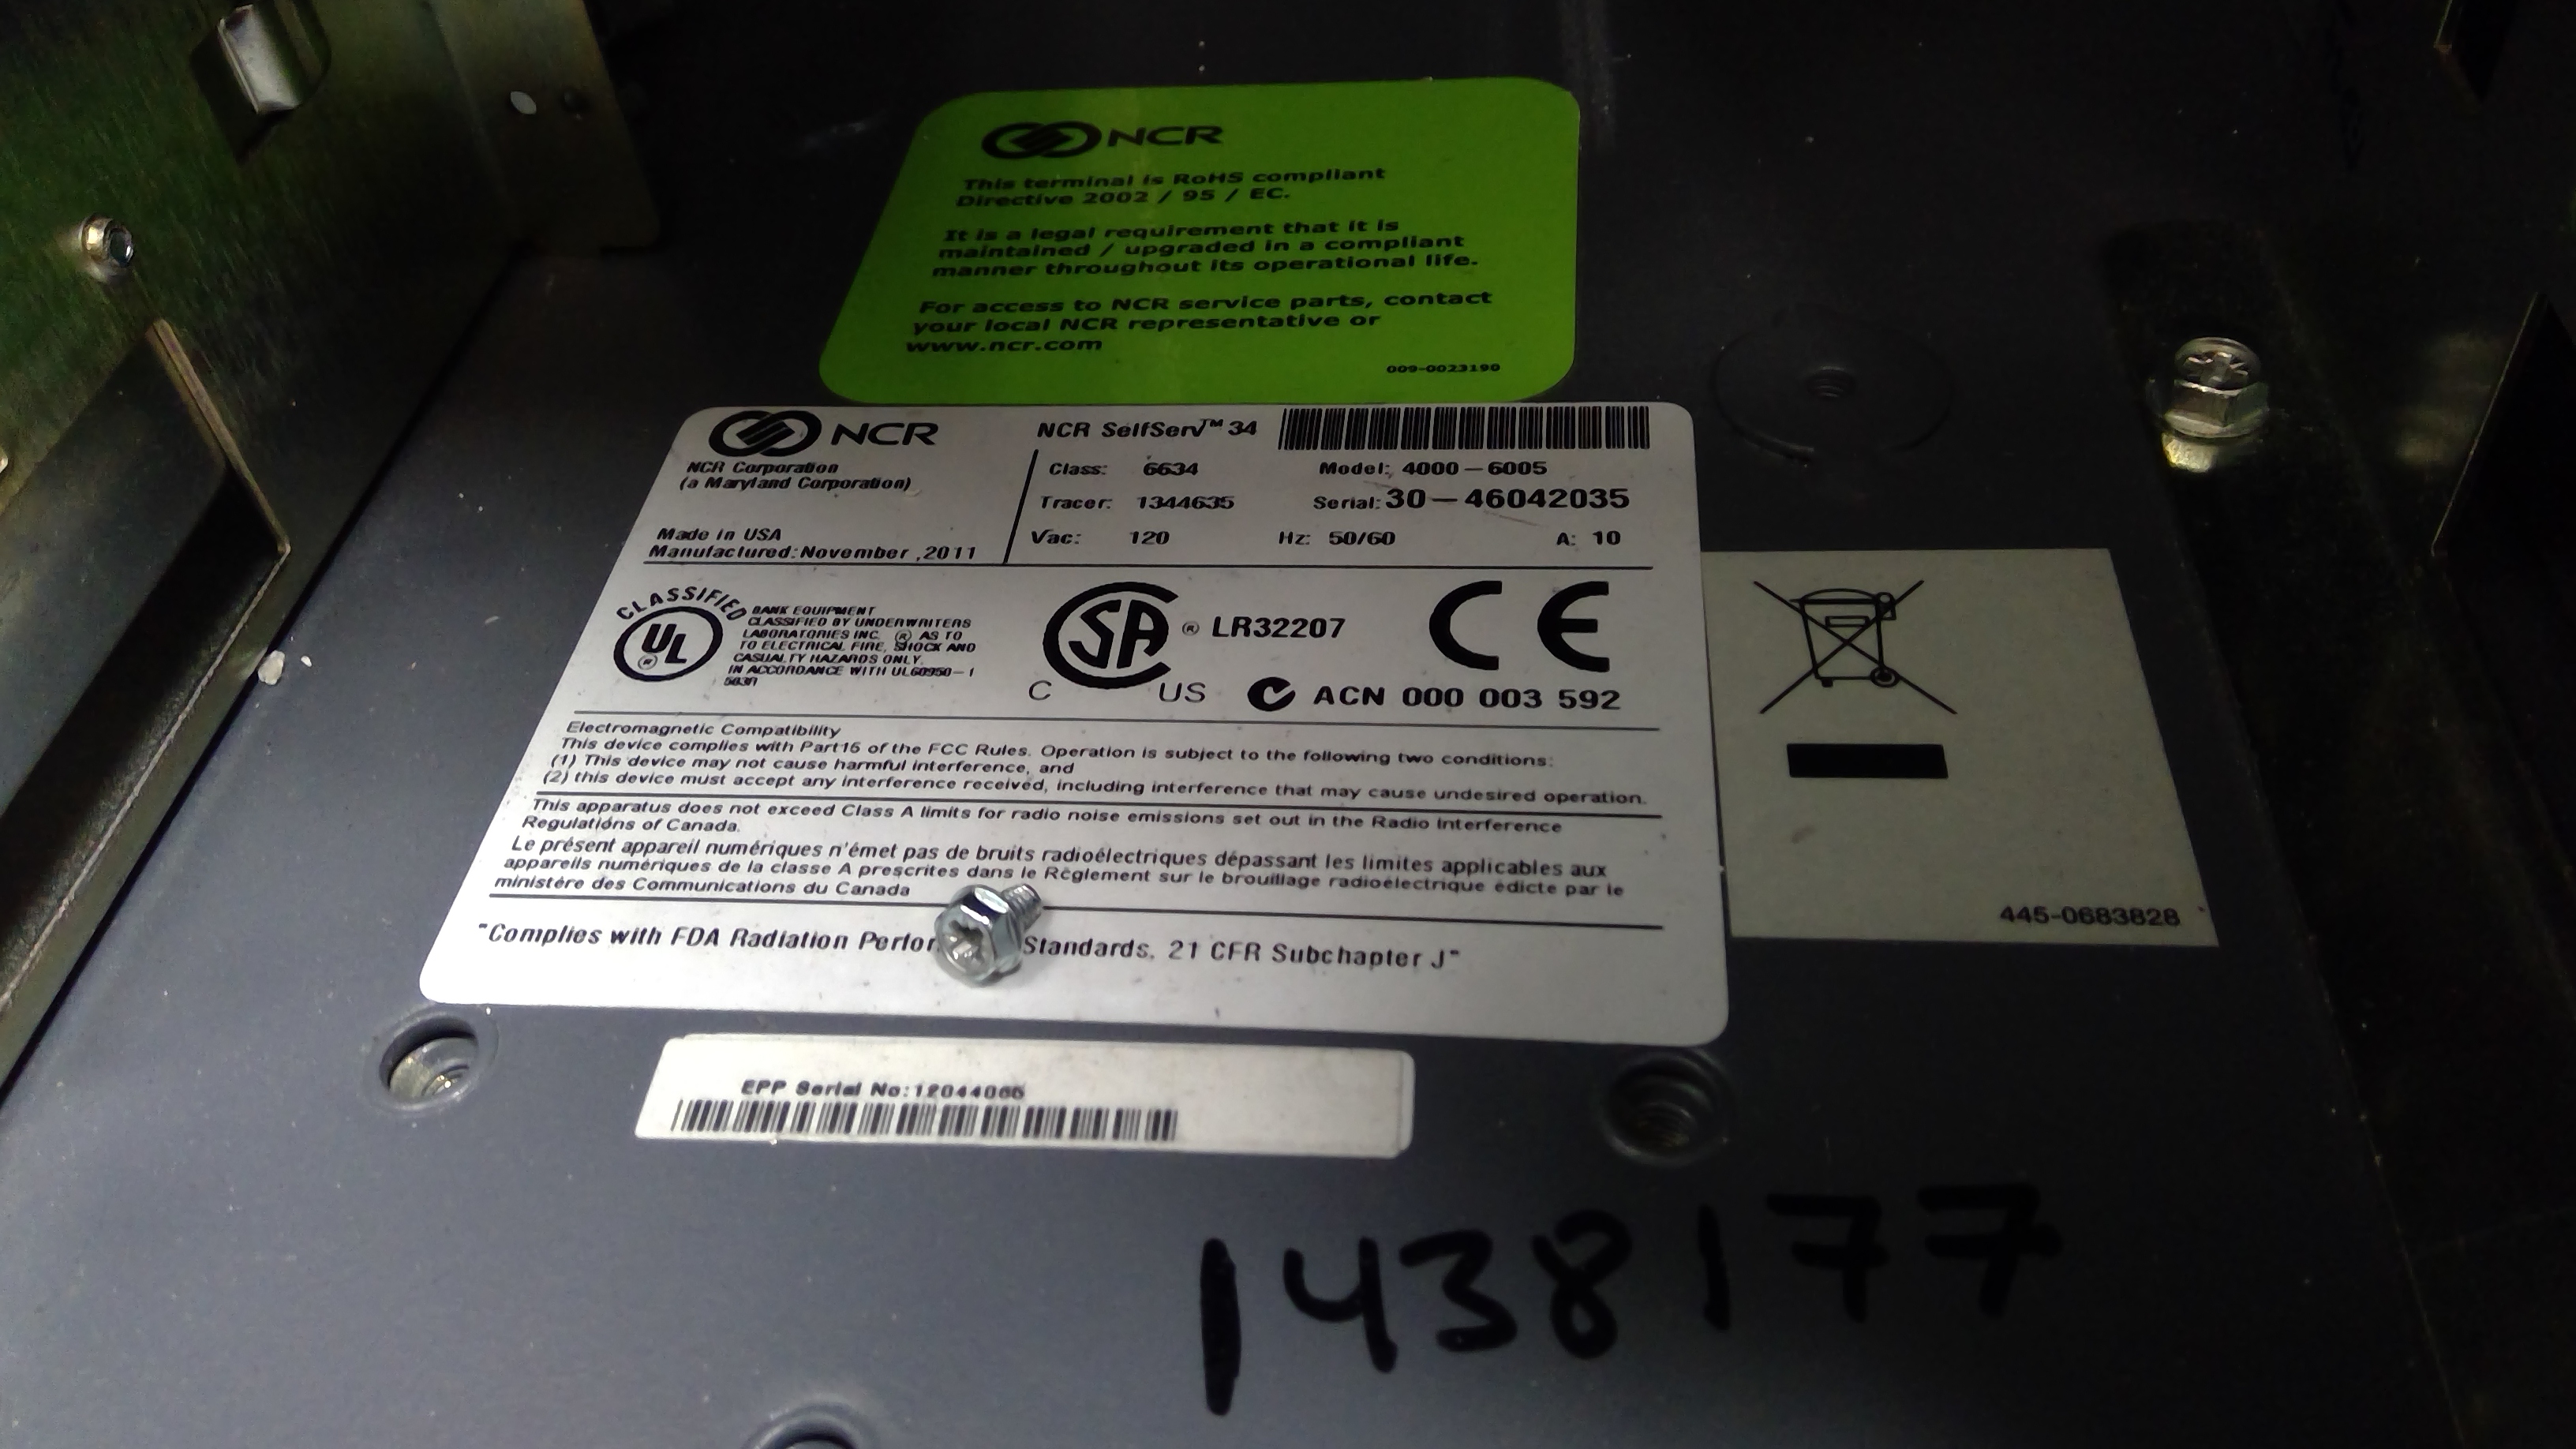 NCR
This terminal is RoHS compliant
Directive 2002 / 95 / EC.
It is a legal requirement that it is
maintained / upgraded in a compliant
manner throughout its operational life.
For access to NCR service parts, contact
your local NCR representative or
www.ncr.com
009-0023190
NCR
NCR Corporation
(a Maryland Corporation)
Made in USA
Manufactured: November ,2011
NCR SelfServ™ 34
Class: 6634 Model: 4000-6005
Tracer: 1344635 Serial: 30-46042035
Vac: 120 Hz: 50/60 A: 10
CLASSIFIED
UL®
BANK EQUIPMENT
CLASSIFIED BY UNDERWRITERS
LABORATORIES INC. ® AS TO
TO ELECTRICAL FIRE, SHOCK AND
CASUALTY HAZARDS ONLY.
IN ACCORDANCE WITH UL60950-1
C SA US ® LR32207
CE
ACN 000 003 592
Electromagnetic Compatibility
This device complies with Part15 of the FCC Rules. Operation is subject to the following two conditions:
(1) This device may not cause harmful interference, and
(2) this device must accept any interference received, including interference that may cause undesired operation.
This apparatus does not exceed Class A limits for radio noise emissions set out in the Radio Interference
Regulations of Canada.
Le présent appareil numériques n'émet pas de bruits radioélectriques dépassant les limites applicables aux
appareils numériques de la classe A prescrites dans le Règlement sur le brouillage radioélectrique édicte par le
ministère des Communications du Canada
"Complies with FDA Radiation Perfor Standards, 21 CFR Subchapter J"
445-0683828
EPP Serial No:12044066
1438177